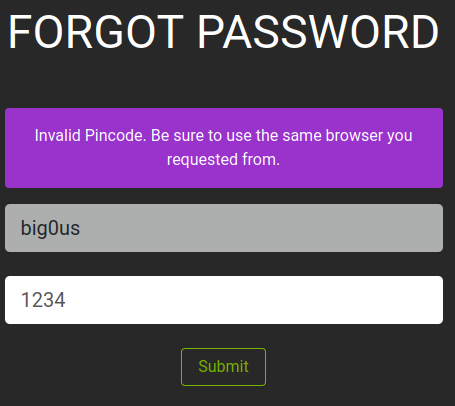 FORGOT PASSWORD
Invalid Pincode. Be sure to use the same browser you
requested from.
big0us
1234
Submit